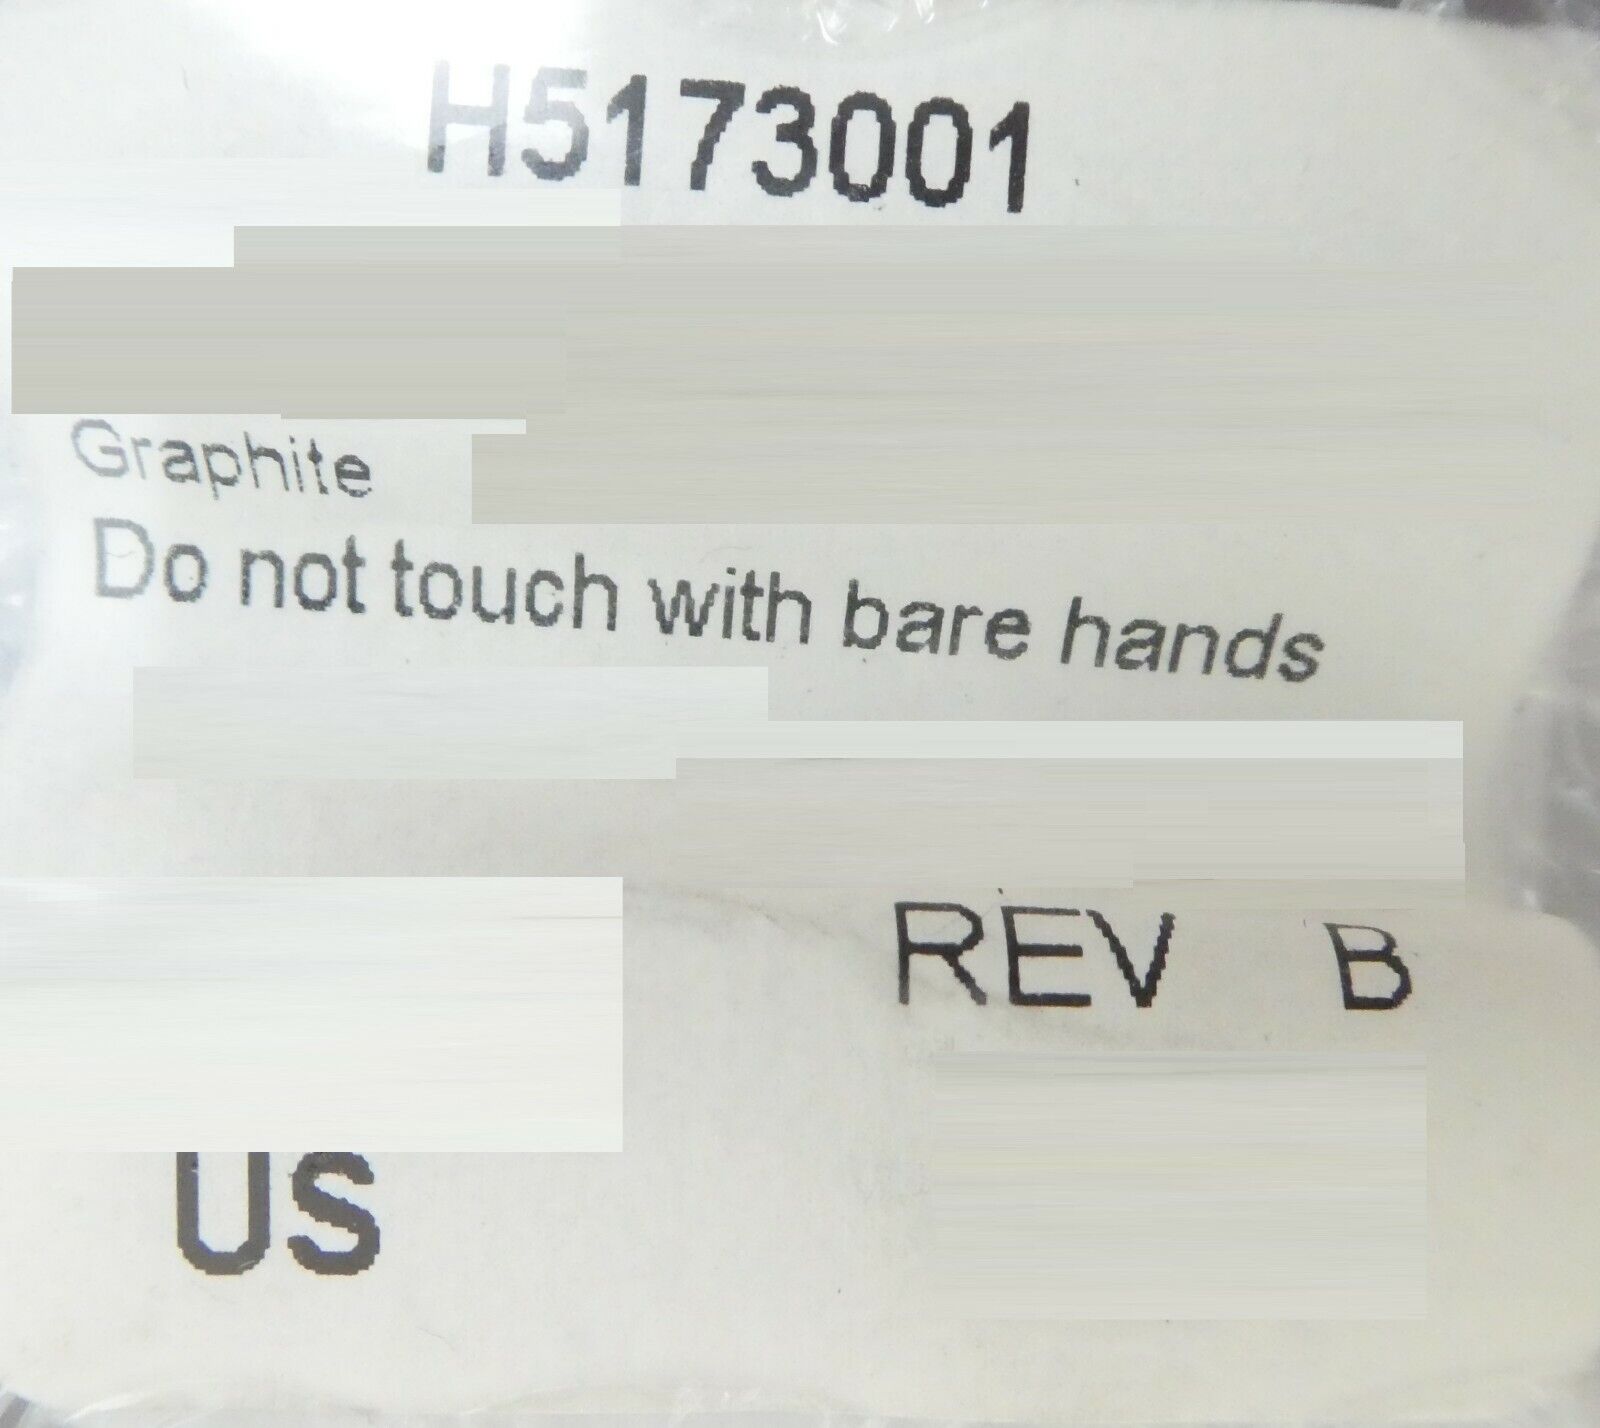 H5173001
Graphite
Do not touch with bare hands
REV B
US